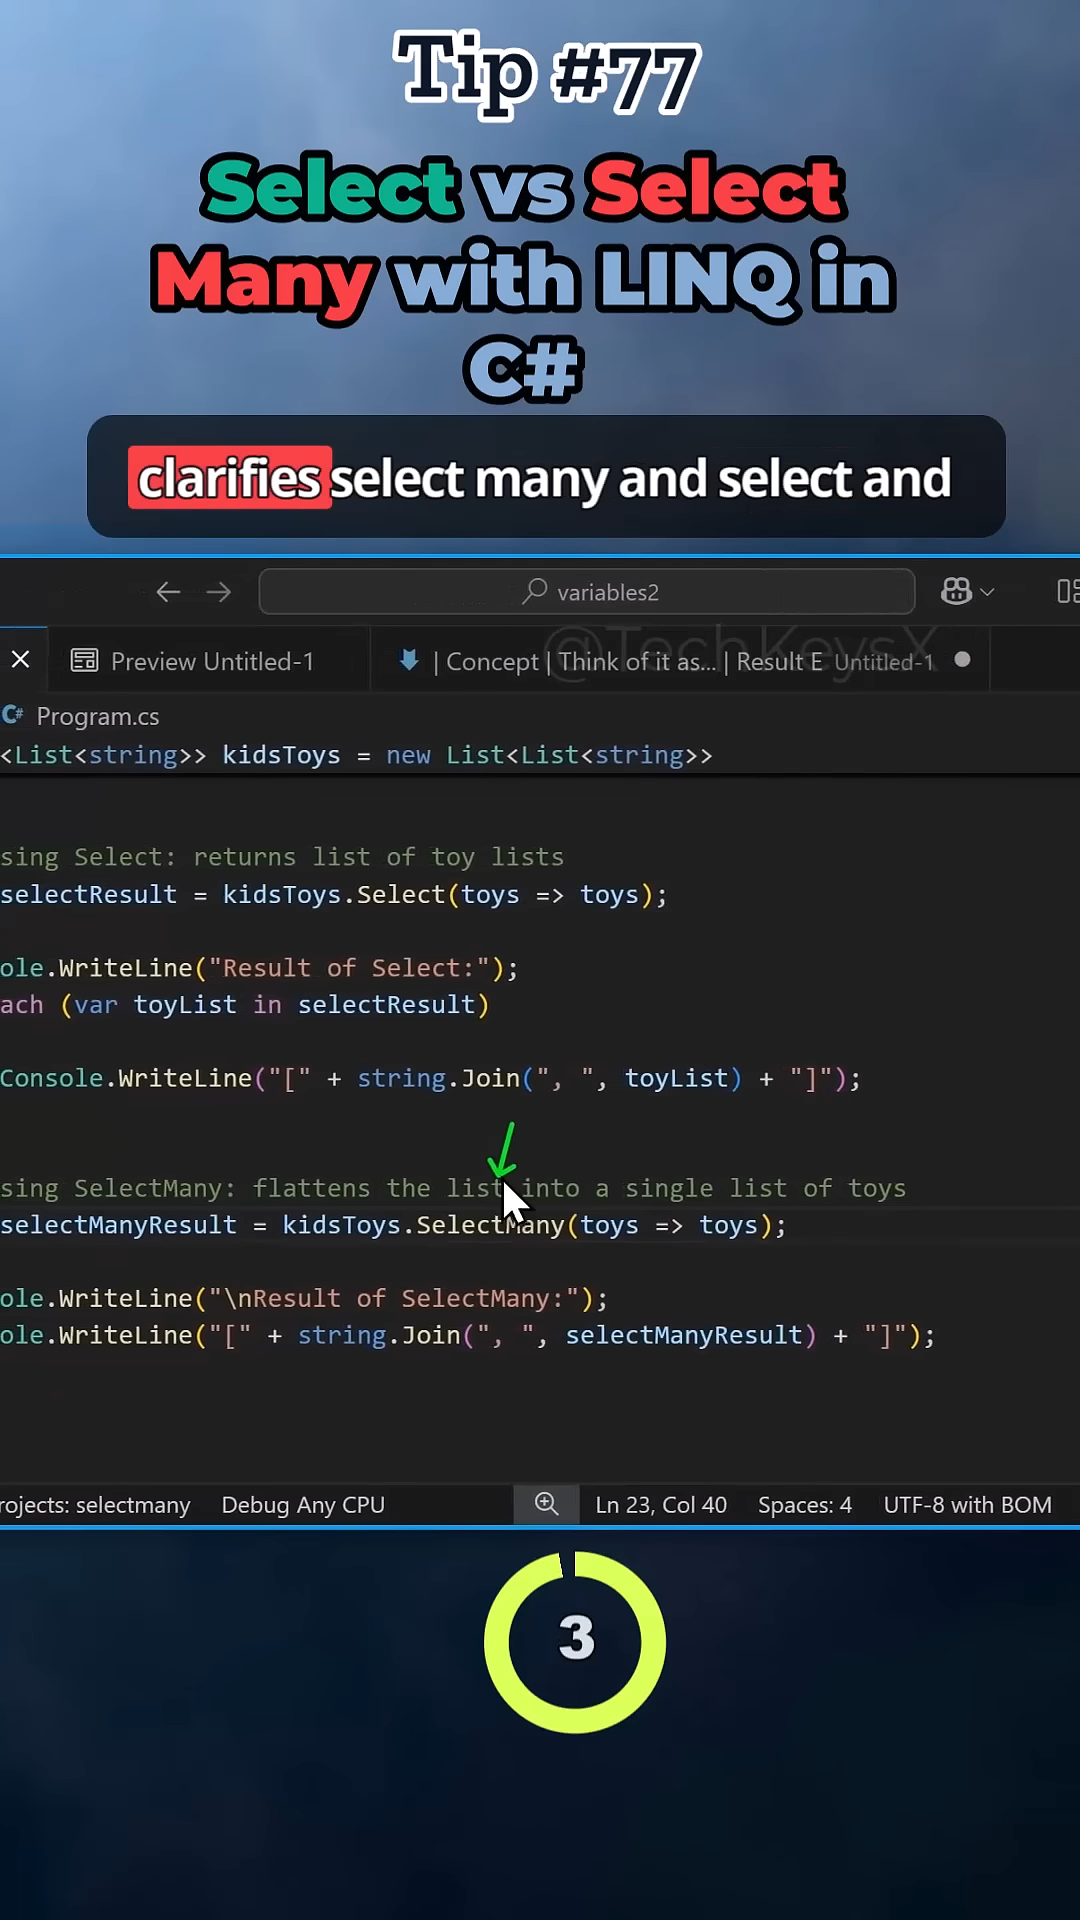 Tip #77
Select vs Select
Many with LINQ in
C#
clarifies select many and select and
variables2
@TechKeysX
Preview Untitled-1 | Concept | Think of it as... | Result E Untitled-1
C# Program.cs
<List<string>> kidsToys = new List<List<string>>
sing Select: returns list of toy lists
selectResult = kidsToys.Select(toys => toys);
ole.WriteLine("Result of Select:");
ach (var toyList in selectResult)
Console.WriteLine("[" + string.Join(", ", toyList) + "]");
sing SelectMany: flattens the list into a single list of toys
selectManyResult = kidsToys.SelectMany(toys => toys);
ole.WriteLine("\nResult of SelectMany:");
ole.WriteLine("[" + string.Join(", ", selectManyResult) + "]");
rojects: selectmany Debug Any CPU Ln 23, Col 40 Spaces: 4 UTF-8 with BOM
3